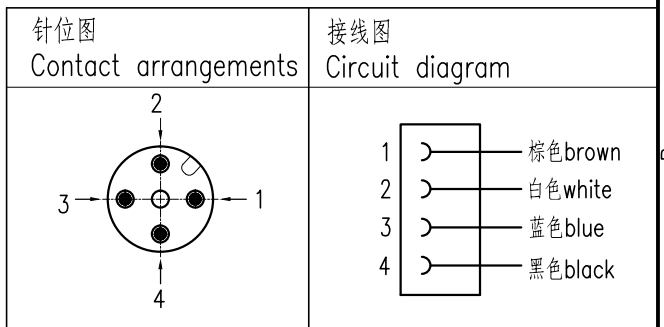 针位图
Contact arrangements
接线图
Circuit diagram
2
3
1
4
1 棕色brown
2 白色white
3 蓝色blue
4 黑色black